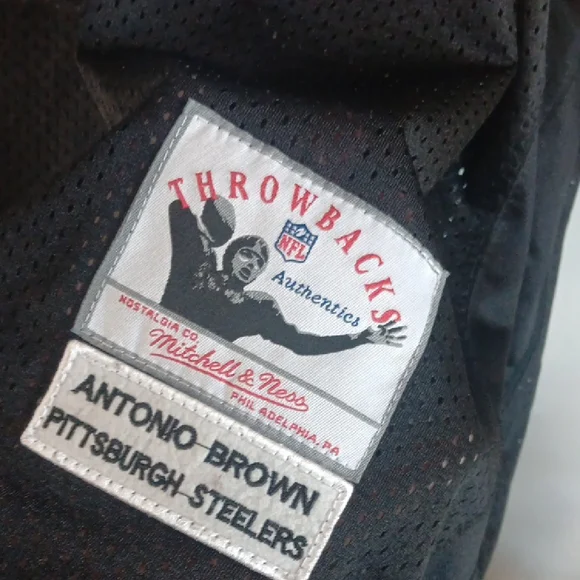 THROWBACKS
NFL
Authentics
NOSTALGIA CO.
Mitchell & Ness
PHILADELPHIA, PA
ANTONIO BROWN
PITTSBURGH STEELERS